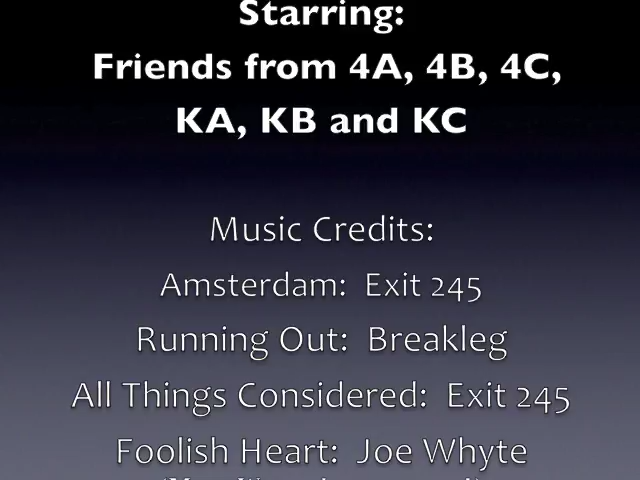 Starring:
Friends from 4A, 4B, 4C,
KA, KB and KC
Music Credits:
Amsterdam: Exit 245
Running Out: Breakleg
All Things Considered: Exit 245
Foolish Heart: Joe Whyte